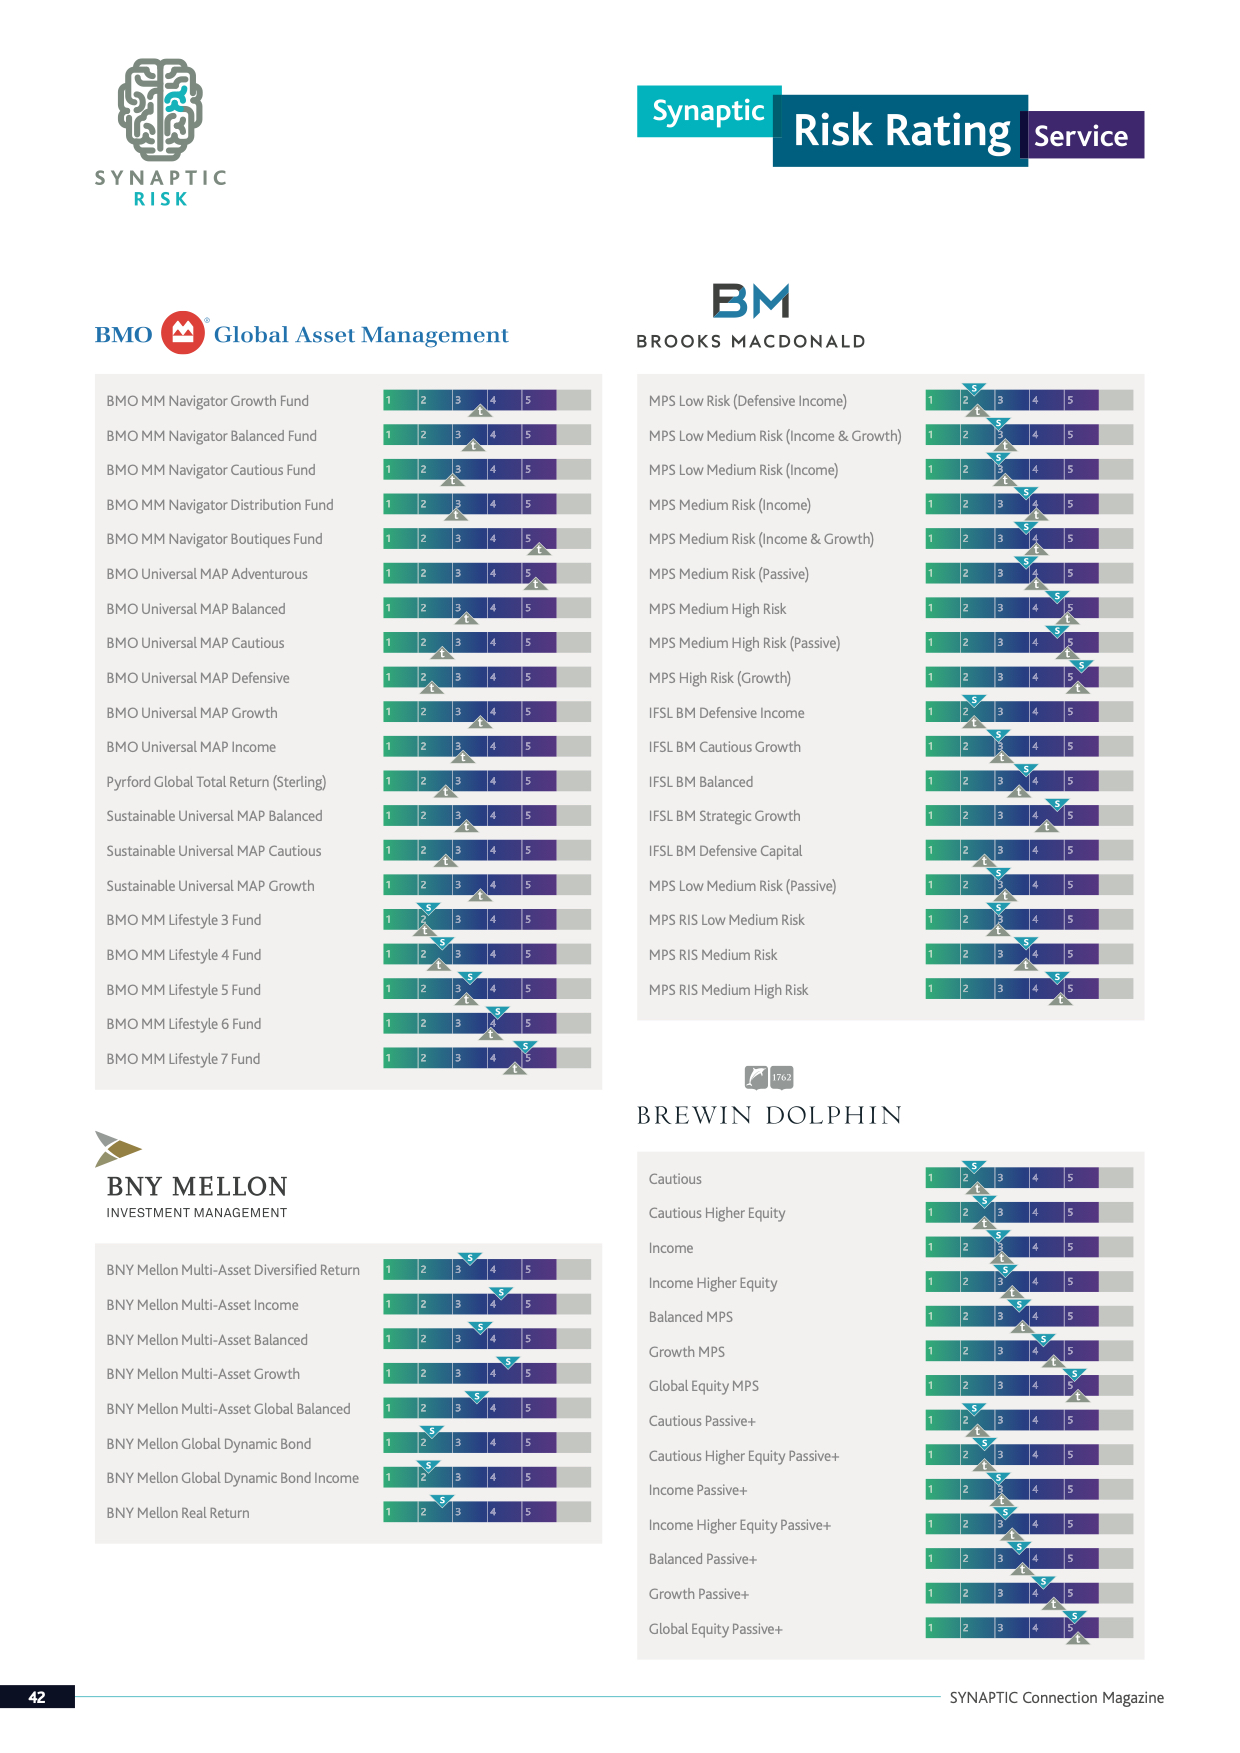 SYNAPTIC
RISK
Synaptic Risk Rating Service
BMO Global Asset Management
BMO MM Navigator Growth Fund 1 2 3 4 5 t
BMO MM Navigator Balanced Fund 1 2 3 4 5 t
BMO MM Navigator Cautious Fund 1 2 3 4 5 t
BMO MM Navigator Distribution Fund 1 2 3 4 5 t
BMO MM Navigator Boutiques Fund 1 2 3 4 5 t
BMO Universal MAP Adventurous 1 2 3 4 5 t
BMO Universal MAP Balanced 1 2 3 4 5 t
BMO Universal MAP Cautious 1 2 3 4 5 t
BMO Universal MAP Defensive 1 2 3 4 5 t
BMO Universal MAP Growth 1 2 3 4 5 t
BMO Universal MAP Income 1 2 3 4 5 t
Pyrford Global Total Return (Sterling) 1 2 3 4 5 t
Sustainable Universal MAP Balanced 1 2 3 4 5 t
Sustainable Universal MAP Cautious 1 2 3 4 5 t
Sustainable Universal MAP Growth 1 2 3 4 5 t
BMO MM Lifestyle 3 Fund 1 2 3 4 5 s t
BMO MM Lifestyle 4 Fund 1 2 3 4 5 s t
BMO MM Lifestyle 5 Fund 1 2 3 4 5 s t
BMO MM Lifestyle 6 Fund 1 2 3 4 5 s t
BMO MM Lifestyle 7 Fund 1 2 3 4 5 s t
BNY MELLON
INVESTMENT MANAGEMENT
BNY Mellon Multi-Asset Diversified Return 1 2 3 4 5 s
BNY Mellon Multi-Asset Income 1 2 3 4 5 s
BNY Mellon Multi-Asset Balanced 1 2 3 4 5 s
BNY Mellon Multi-Asset Growth 1 2 3 4 5 s
BNY Mellon Multi-Asset Global Balanced 1 2 3 4 5 s
BNY Mellon Global Dynamic Bond 1 2 3 4 5 s
BNY Mellon Global Dynamic Bond Income 1 2 3 4 5 s
BNY Mellon Real Return 1 2 3 4 5 s
BM
BROOKS MACDONALD
MPS Low Risk (Defensive Income) 1 2 3 4 5 s t
MPS Low Medium Risk (Income & Growth) 1 2 3 4 5 s t
MPS Low Medium Risk (Income) 1 2 3 4 5 s t
MPS Medium Risk (Income) 1 2 3 4 5 s t
MPS Medium Risk (Income & Growth) 1 2 3 4 5 s t
MPS Medium Risk (Passive) 1 2 3 4 5 s t
MPS Medium High Risk 1 2 3 4 5 s t
MPS Medium High Risk (Passive) 1 2 3 4 5 s t
MPS High Risk (Growth) 1 2 3 4 5 s t
IFSL BM Defensive Income 1 2 3 4 5 s t
IFSL BM Cautious Growth 1 2 3 4 5 s t
IFSL BM Balanced 1 2 3 4 5 s t
IFSL BM Strategic Growth 1 2 3 4 5 s t
IFSL BM Defensive Capital 1 2 3 4 5 t
MPS Low Medium Risk (Passive) 1 2 3 4 5 s t
MPS RIS Low Medium Risk 1 2 3 4 5 s t
MPS RIS Medium Risk 1 2 3 4 5 s t
MPS RIS Medium High Risk 1 2 3 4 5 s t
1762
BREWIN DOLPHIN
Cautious 1 2 3 4 5 s t
Cautious Higher Equity 1 2 3 4 5 s t
Income 1 2 3 4 5 s t
Income Higher Equity 1 2 3 4 5 s t
Balanced MPS 1 2 3 4 5 s t
Growth MPS 1 2 3 4 5 s t
Global Equity MPS 1 2 3 4 5 s t
Cautious Passive+ 1 2 3 4 5 s t
Cautious Higher Equity Passive+ 1 2 3 4 5 s t
Income Passive+ 1 2 3 4 5 s t
Income Higher Equity Passive+ 1 2 3 4 5 s t
Balanced Passive+ 1 2 3 4 5 s t
Growth Passive+ 1 2 3 4 5 s t
Global Equity Passive+ 1 2 3 4 5 s t
42
SYNAPTIC Connection Magazine